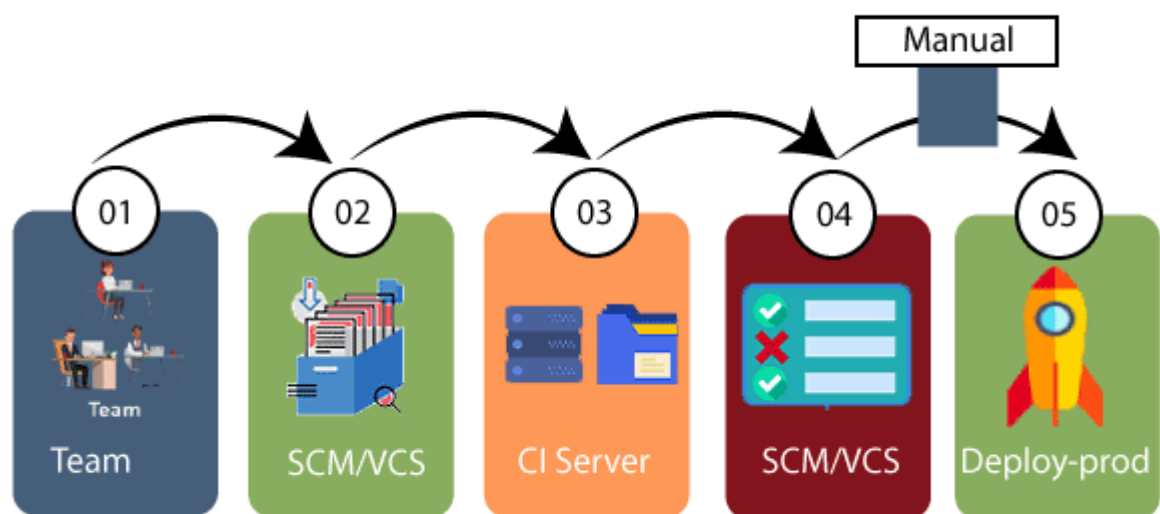 Manual
01
02
03
04
05
Team
Team
SCM/VCS
CI Server
SCM/VCS
Deploy-prod